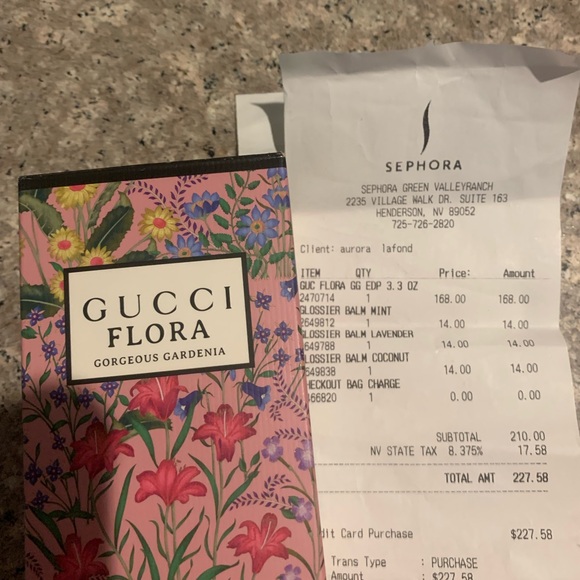 GUCCI
FLORA
GORGEOUS GARDENIA
SEPHORA
SEPHORA GREEN VALLEYRANCH
2235 VILLAGE WALK DR. SUITE 163
HENDERSON, NV 89052
725-726-2820
Client: aurora lafond
ITEM QTY Price: Amount
GUC FLORA GG EDP 3.3 OZ
2470714 1 168.00 168.00
GLOSSIER BALM MINT
2649812 1 14.00 14.00
GLOSSIER BALM LAVENDER
2649788 1 14.00 14.00
LOSSIER BALM COCONUT
649838 1 14.00 14.00
HECKOUT BAG CHARGE
466820 1 0.00 0.00
SUBTOTAL 210.00
NV STATE TAX 8.375% 17.58
TOTAL AMT 227.58
dit Card Purchase $227.58
Trans Type : PURCHASE
Amount : $227.58